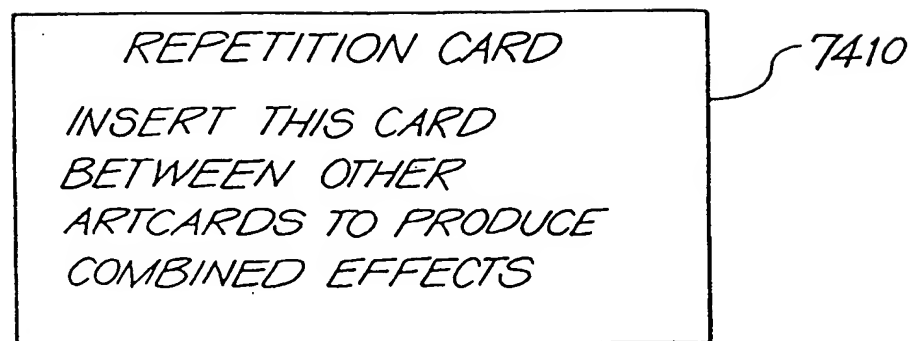 REPETITION CARD
7410
INSERT THIS CARD
BETWEEN OTHER
ARTCARDS TO PRODUCE
COMBINED EFFECTS